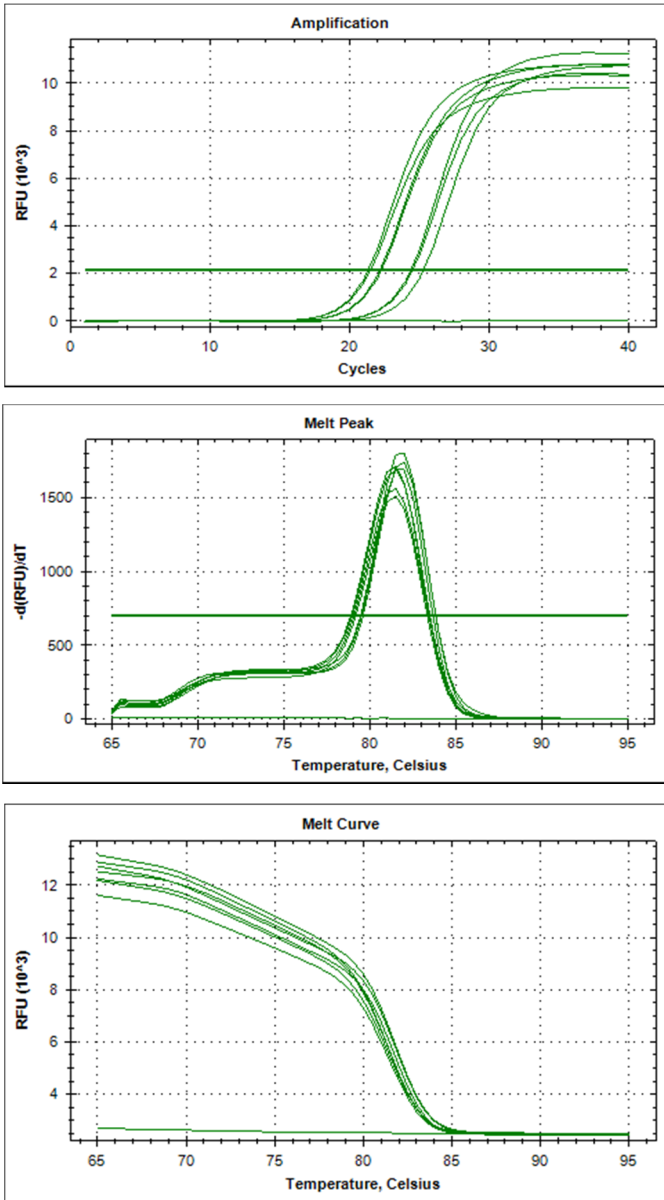 Amplification
10
8
6
4
2
0
RFU (10^3)
0 10 20 30 40
Cycles
Melt Peak
1500
1000
500
0
-d(RFU)/dT
65 70 75 80 85 90 95
Temperature, Celsius
Melt Curve
12
10
8
6
4
RFU (10^3)
65 70 75 80 85 90 95
Temperature, Celsius